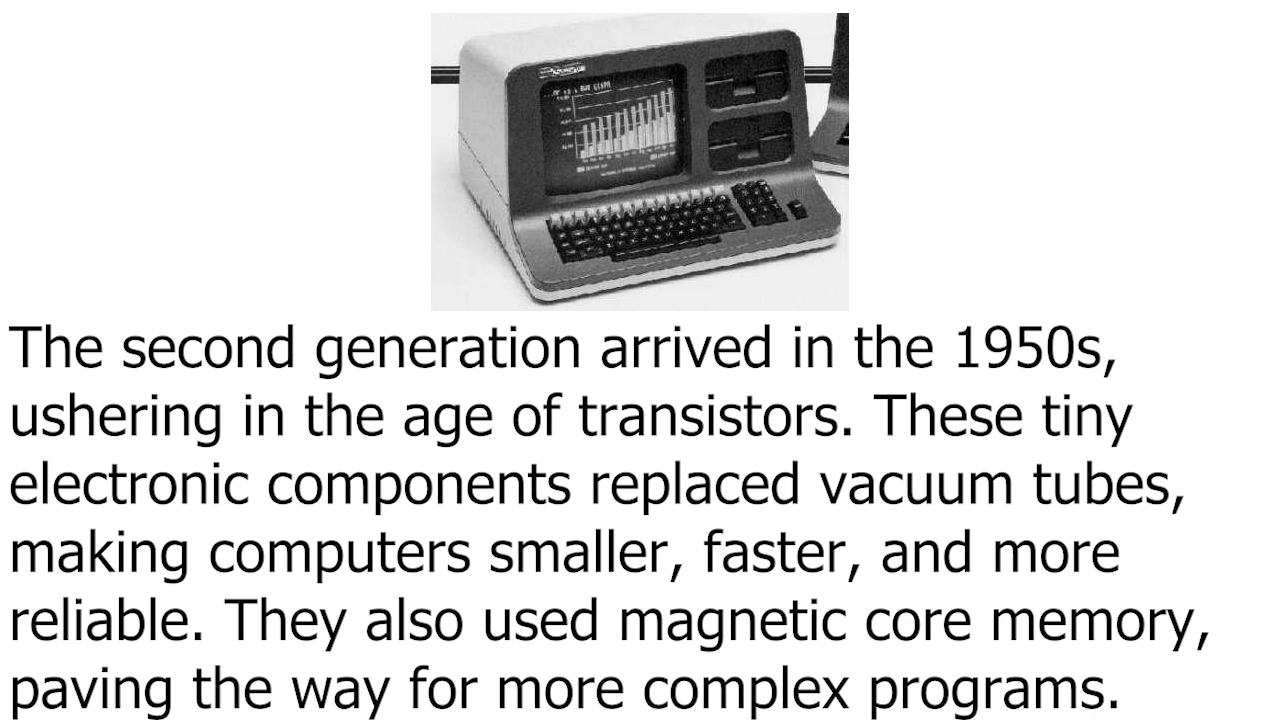 The second generation arrived in the 1950s,
ushering in the age of transistors. These tiny
electronic components replaced vacuum tubes,
making computers smaller, faster, and more
reliable. They also used magnetic core memory,
paving the way for more complex programs.